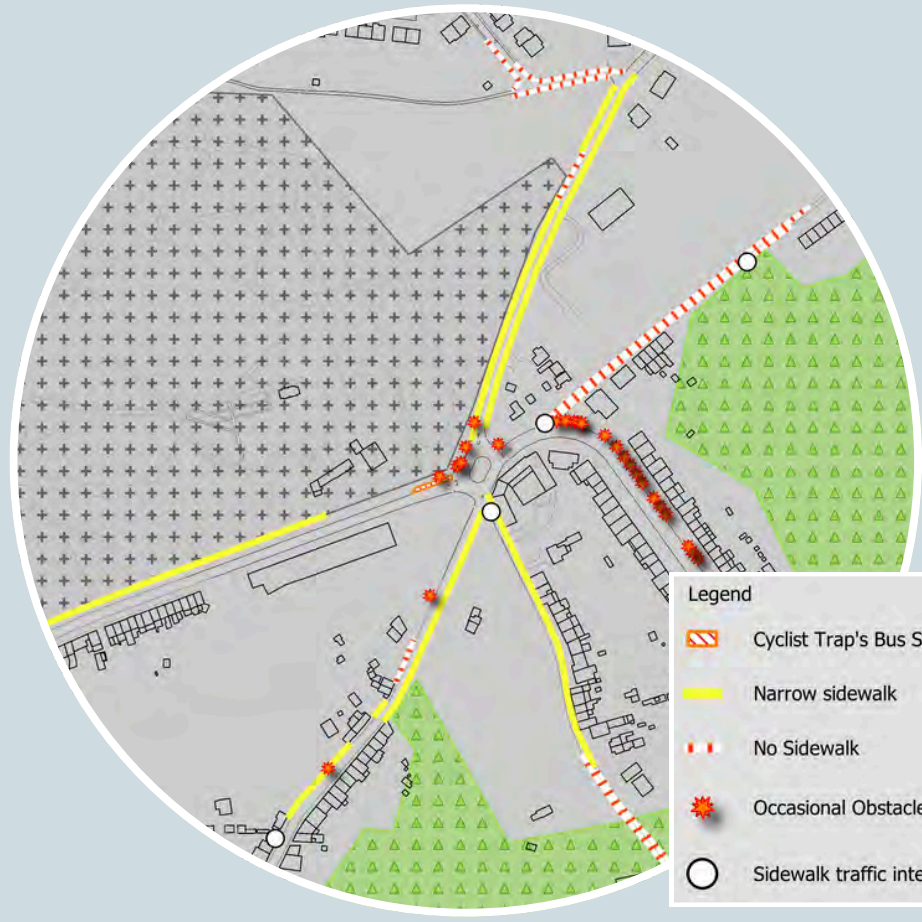 Legend
Cyclist Trap's Bus S
Narrow sidewalk
No Sidewalk
Occasional Obstacle
Sidewalk traffic inte